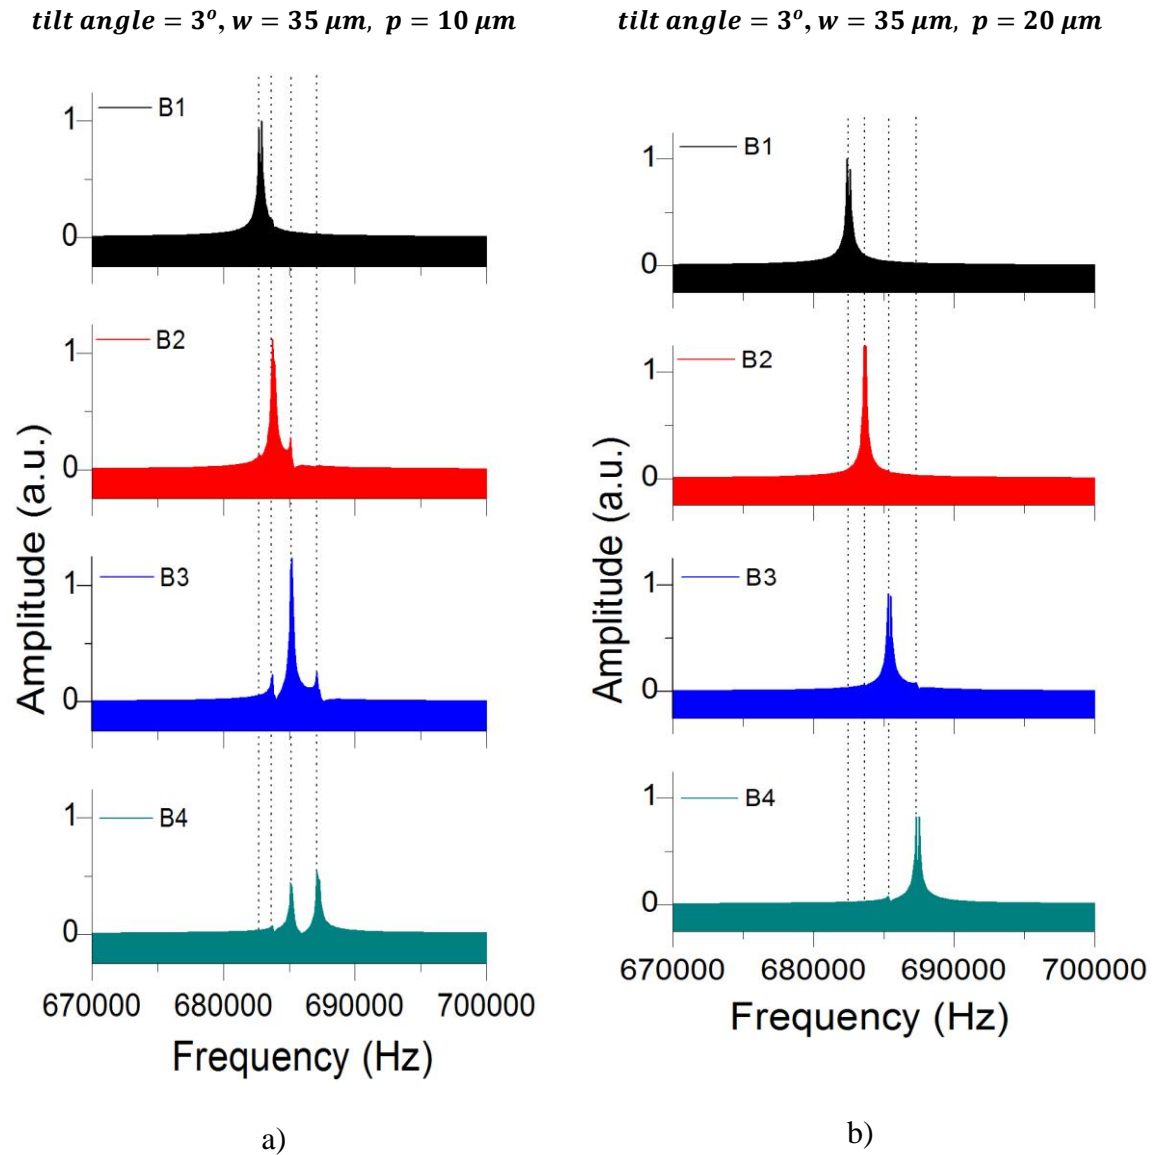 tilt angle = 3ᵒ, w = 35 μm, p = 10 μm
B1
1
0
B2
1
0
B3
1
0
B4
1
0
Amplitude (a.u.)
670000 680000 690000 700000
Frequency (Hz)
a)
tilt angle = 3ᵒ, w = 35 μm, p = 20 μm
B1
1
0
B2
1
0
B3
1
0
B4
1
0
Amplitude (a.u.)
670000 680000 690000 700000
Frequency (Hz)
b)